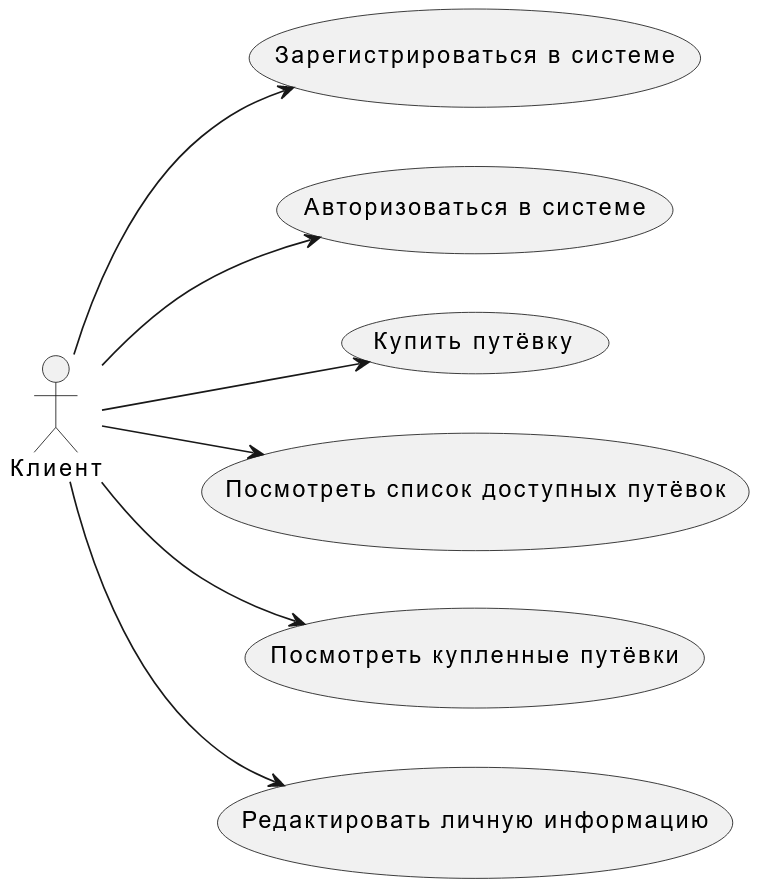 Зарегистрироваться в системе
Авторизоваться в системе
Купить путёвку
Клиент
Посмотреть список доступных путёвок
Посмотреть купленные путёвки
Редактировать личную информацию